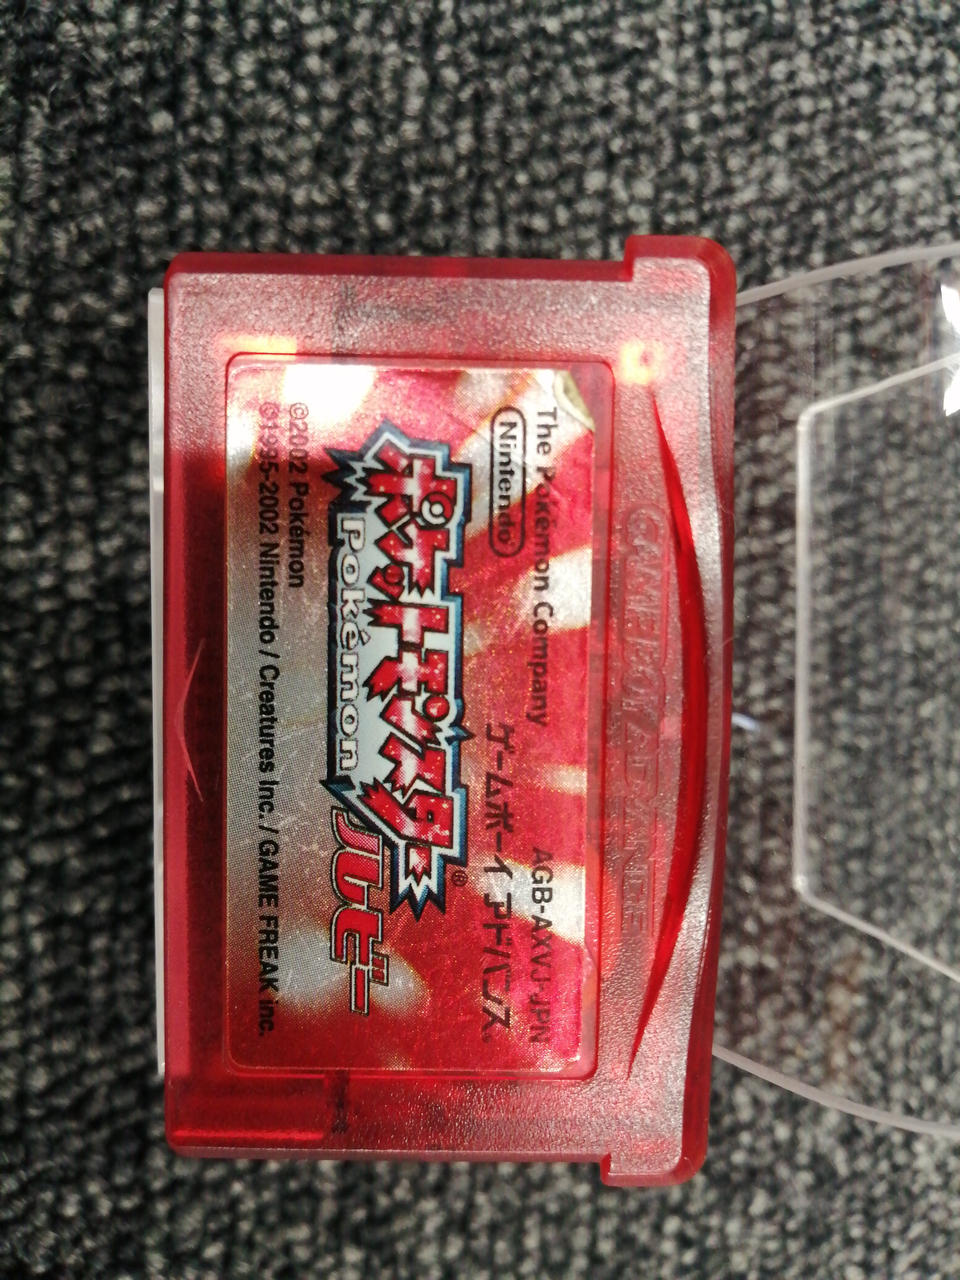 GAME BOY ADVANCE
The Pokémon Company AGB-AXVJ-JPN
Nintendo® ゲームボーイ アドバンス
ポケットモンスター®
Pokémon ルビー
©2002 Pokémon
©1995-2002 Nintendo / Creatures Inc. / GAME FREAK inc.